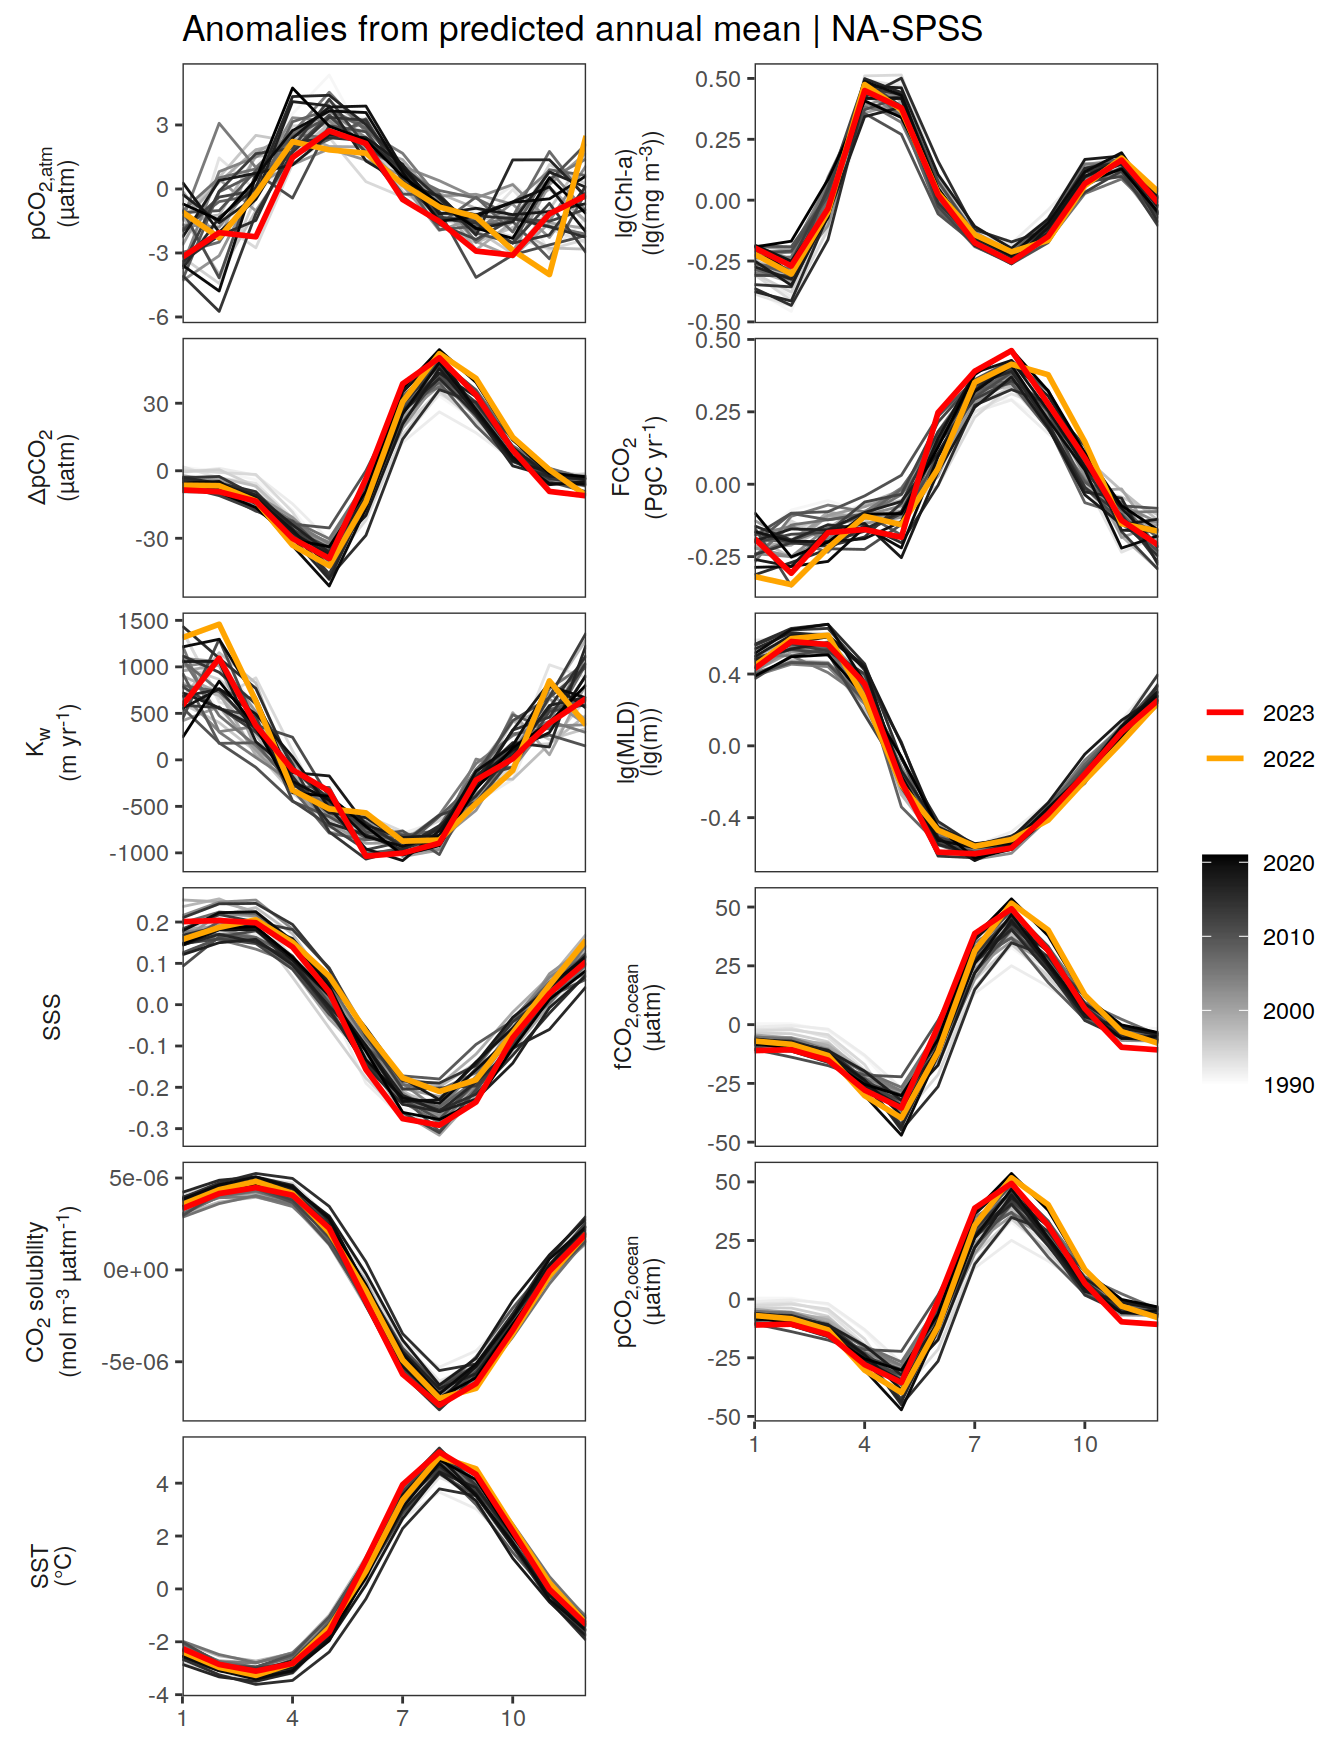 Anomalies from predicted annual mean | NA-SPSS
pCO2,atm
(µatm)
3
0
-3
-6
lg(Chl-a)
(lg(mg m-3))
0.50
0.25
0.00
-0.25
-0.50
ΔpCO2
(µatm)
30
0
-30
FCO2
(PgC yr-1)
0.50
0.25
0.00
-0.25
Kw
(m yr-1)
1500
1000
500
0
-500
-1000
lg(MLD)
(lg(m))
0.4
0.0
-0.4
SSS
0.2
0.1
0.0
-0.1
-0.2
-0.3
fCO2,ocean
(µatm)
50
25
0
-25
-50
CO2 solubility
(mol m-3 µatm-1)
5e-06
0e+00
-5e-06
pCO2,ocean
(µatm)
50
25
0
-25
-50
1 4 7 10
SST
(°C)
4
2
0
-2
-4
1 4 7 10
2023
2022
2020
2010
2000
1990